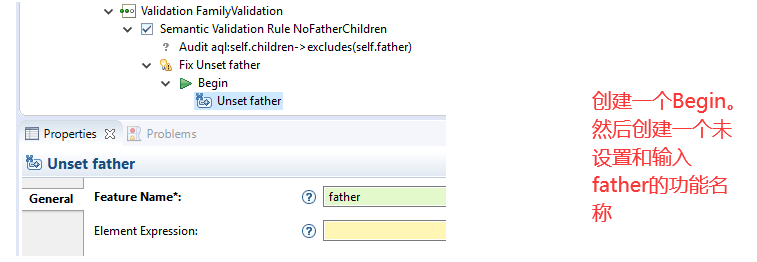 Validation FamilyValidation
Semantic Validation Rule NoFatherChildren
? Audit aql:self.children->excludes(self.father)
Fix Unset father
Begin
Unset father
Properties
Problems
Unset father
General
Feature Name*:
? father
Element Expression:
?
创建一个Begin。
然后创建一个未
设置和输入
father的功能名
称